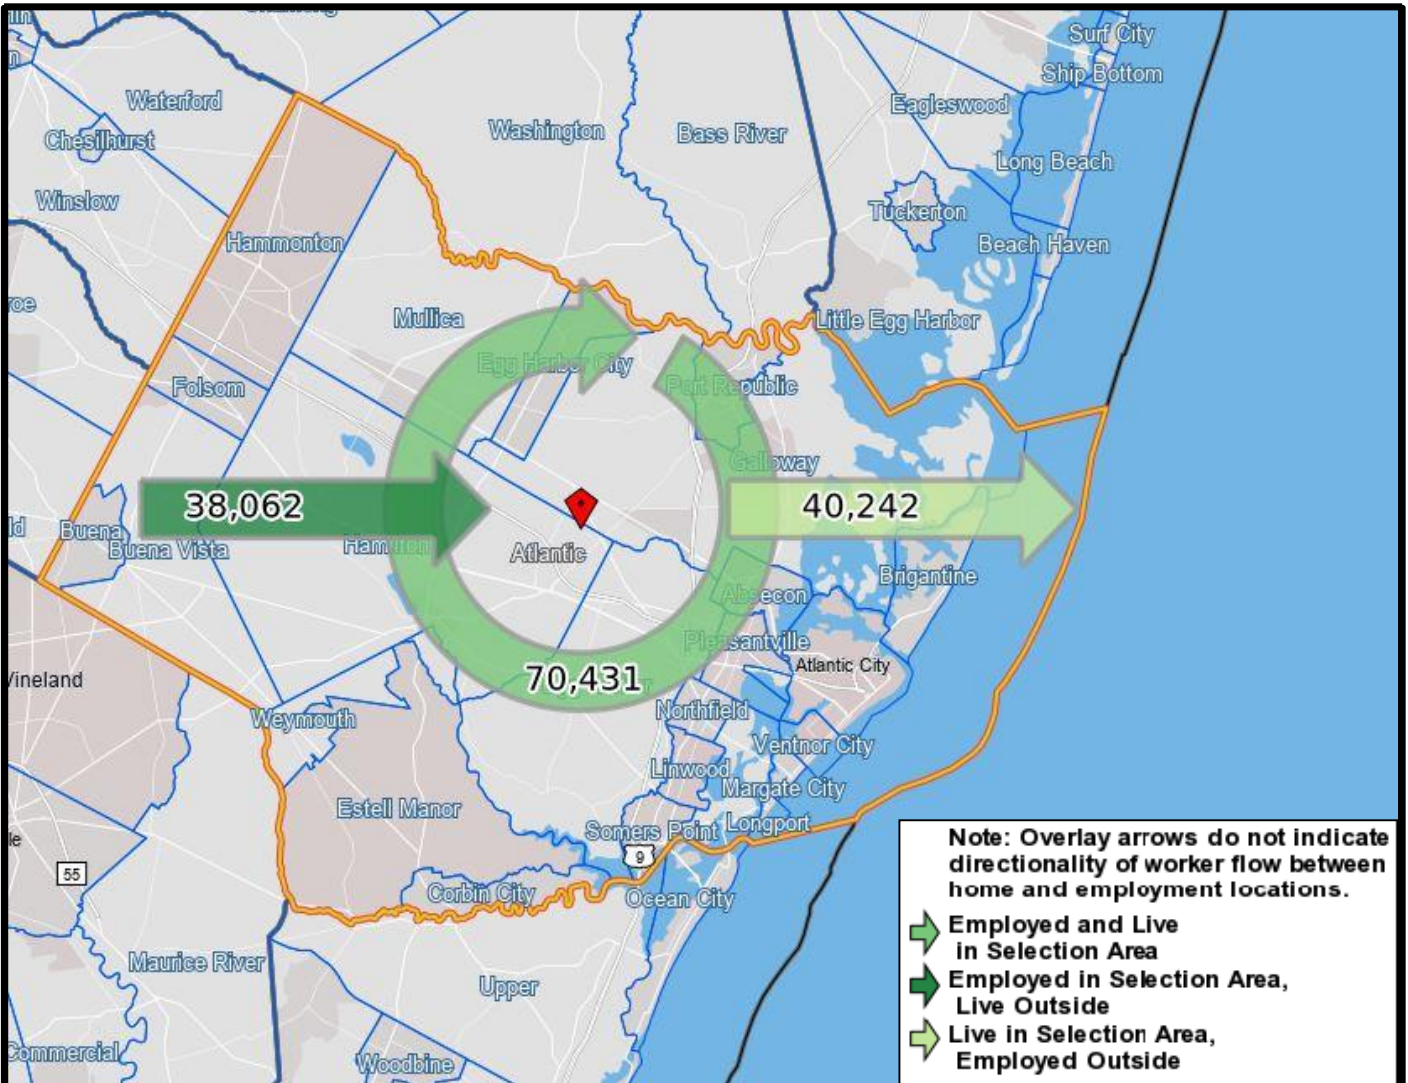 Surf City
Ship Bottom
Waterford
Eagleswood
Washington
Bass River
Chesilhurst
Long Beach
Winslow
Tuckerton
Hammonton
Beach Haven
Mullica
Little Egg Harbor
Egg Harbor City
Folsom
Port Republic
Galloway
38,062
40,242
Buena
Buena Vista
Hamilton
Atlantic
Brigantine
Absecon
Pleasantville
Atlantic City
70,431
Vineland
Weymouth
Northfield
Ventnor City
Linwood
Margate City
Estell Manor
Somers Point
Longport
9
55
Corbin City
Ocean City
Maurice River
Upper
Commercial
Woodbine
Note: Overlay arrows do not indicate
directionality of worker flow between
home and employment locations.
Employed and Live
in Selection Area
Employed in Selection Area,
Live Outside
Live in Selection Area,
Employed Outside